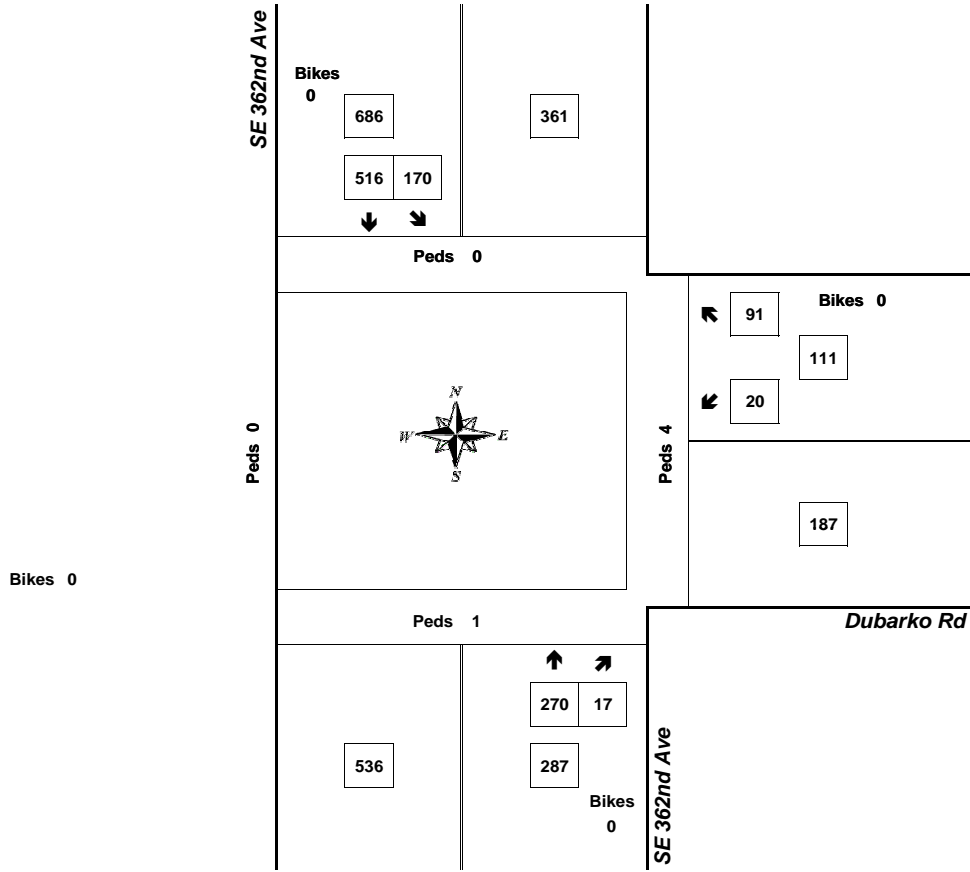 SE 362nd Ave
Bikes
0
686
361
516 170
Peds 0
Bikes 0
91
111
20
N
W E
S
Peds 0
Peds 4
187
Bikes 0
Peds 1
Dubarko Rd
270 17
536
287
Bikes
0
SE 362nd Ave